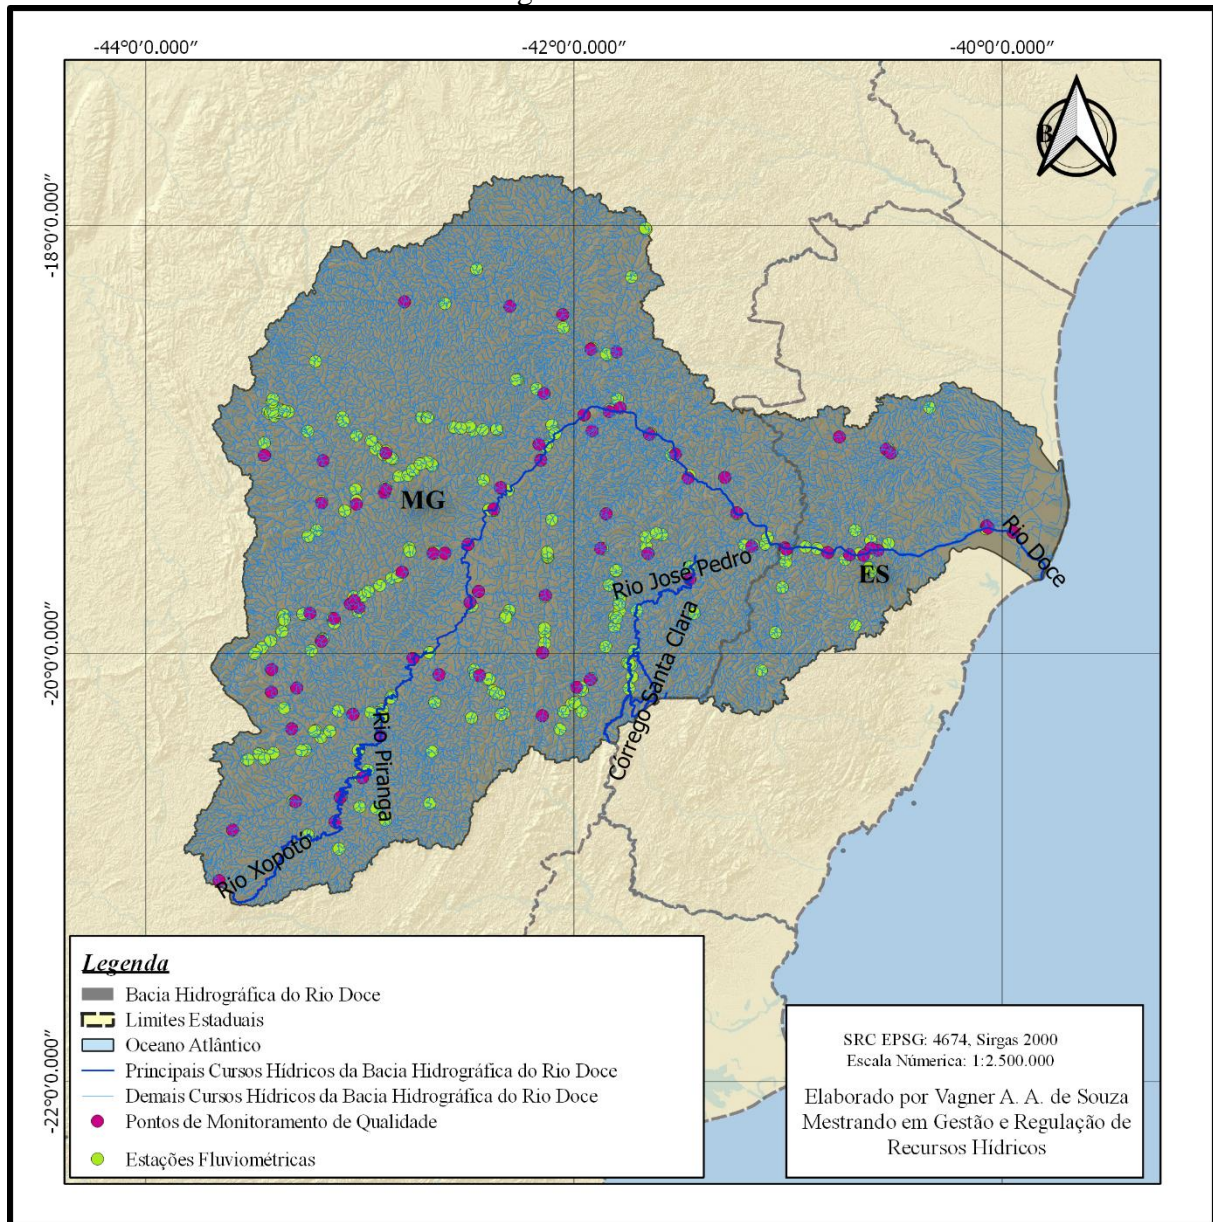 -44°0'0.000″ -42°0'0.000″ -40°0'0.000″
B
-18°0'0.000″
MG
Rio Doce
ES
Rio José Pedro
Córrego Santa Clara
-20°0'0.000″
Rio Piranga
Rio Xopotó
-22°0'0.000″
Legenda
Bacia Hidrográfica do Rio Doce
Limites Estaduais
Oceano Atlântico
Principais Cursos Hídricos da Bacia Hidrográfica do Rio Doce
Demais Cursos Hídricos da Bacia Hidrográfica do Rio Doce
Pontos de Monitoramento de Qualidade
Estações Fluviométricas
SRC EPSG: 4674, Sirgas 2000
Escala Númerica: 1:2.500.000
Elaborado por Vagner A. A. de Souza
Mestrando em Gestão e Regulação de
Recursos Hídricos